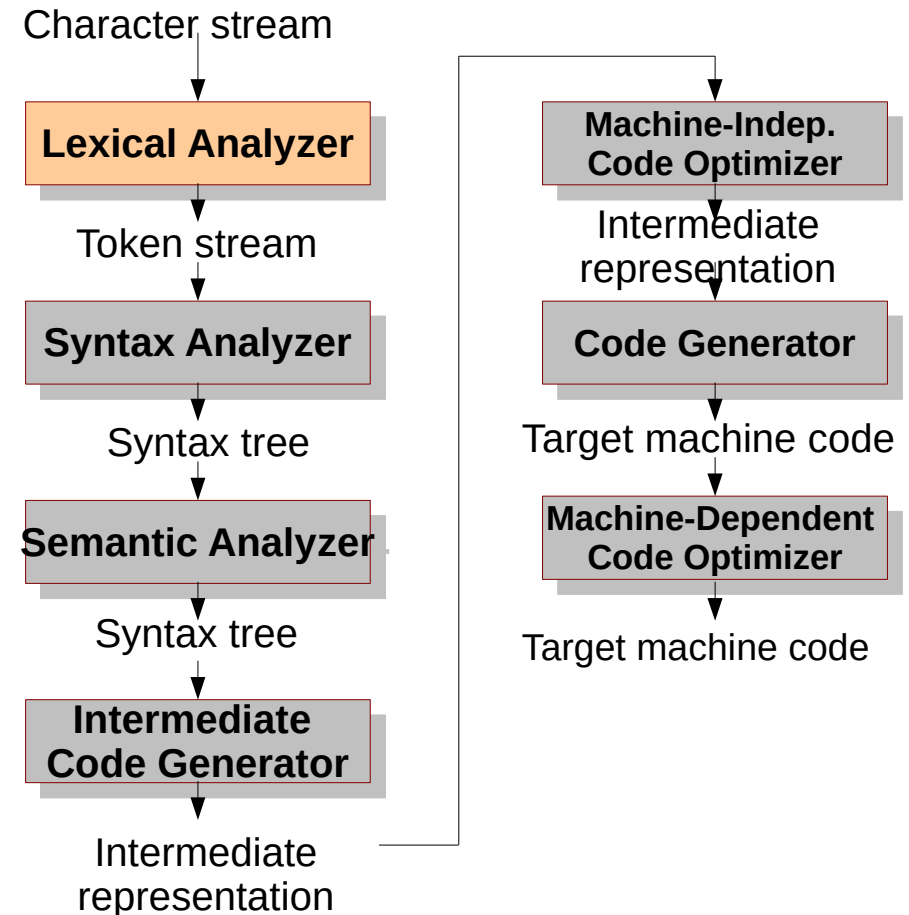 Character stream
Lexical Analyzer
Token stream
Syntax Analyzer
Syntax tree
Semantic Analyzer
Syntax tree
Intermediate
Code Generator
Intermediate
representation
Machine-Indep.
Code Optimizer
Intermediate
representation
Code Generator
Target machine code
Machine-Dependent
Code Optimizer
Target machine code